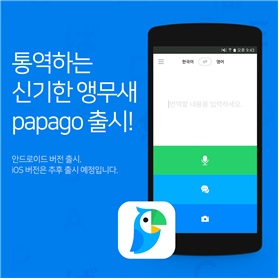 통역하는
신기한 앵무새
papago 출시!
안드로이드 버전 출시.
iOS 버전은 추후 출시 예정입니다.
한국어 영어
번역할 내용을 입력하세요.